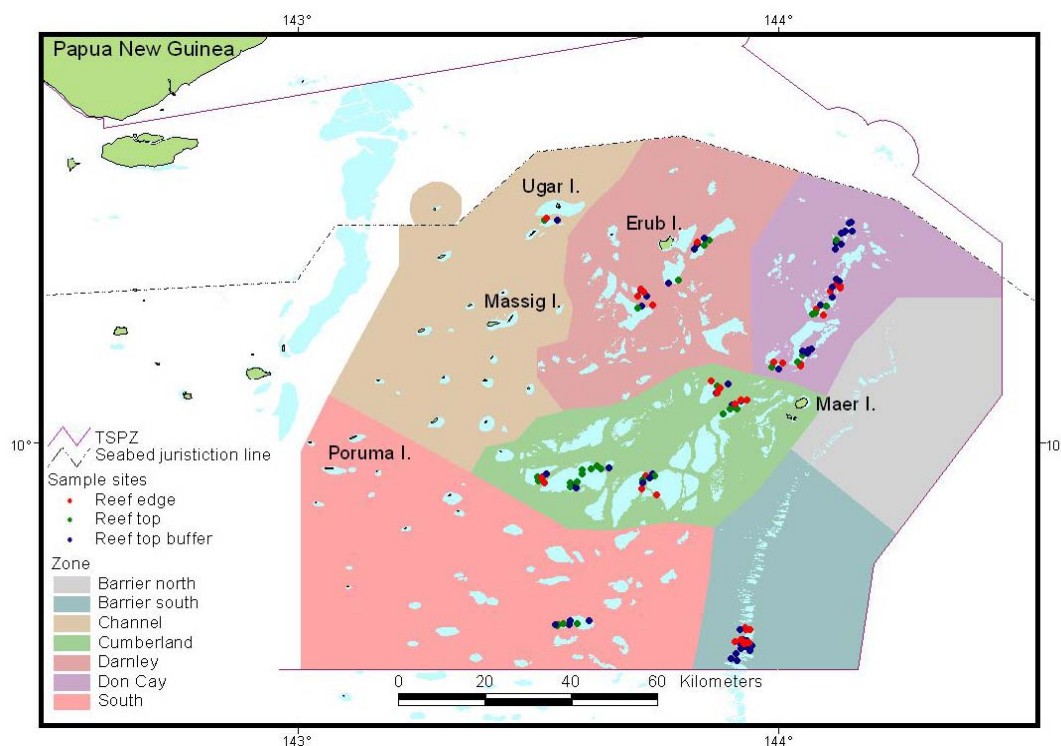 143°
144°
Papua New Guinea
Ugar I.
Erub I.
Massig I.
Maer I.
10°
10
Poruma I.
TSPZ
Seabed juristiction line
Sample sites
Reef edge
Reef top
Reef top buffer
Zone
Barrier north
Barrier south
Channel
Cumberland
Darnley
Don Cay
South
0 20 40 60 Kilometers
143°
144°